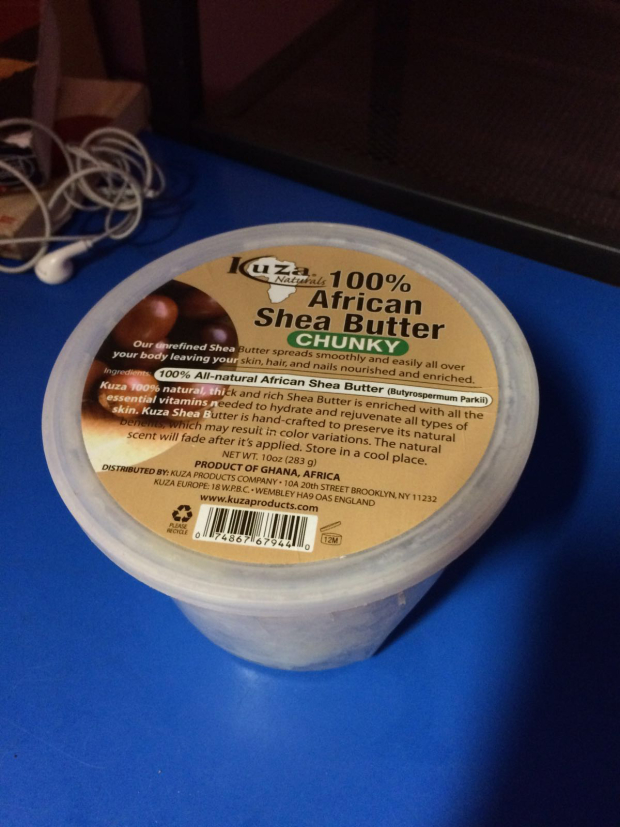 Kuza
Naturals
100%
African
Shea Butter
CHUNKY
Our unrefined Shea Butter spreads smoothly and easily all over
your body leaving your skin, hair, and nails nourished and enriched.
Ingredients: 100% All-natural African Shea Butter (Butyrospermum Parkii)
Kuza 100% natural, thick and rich Shea Butter is enriched with all the
essential vitamins needed to hydrate and rejuvenate all types of
skin. Kuza Shea Butter is hand-crafted to preserve its natural
benefits, which may result in color variations. The natural
scent will fade after it's applied. Store in a cool place.
NET WT. 10oz (283 g)
PRODUCT OF GHANA, AFRICA
DISTRIBUTED BY: KUZA PRODUCTS COMPANY • 10A 20th STREET BROOKLYN, NY 11232
KUZA EUROPE: 18 W.P.B.C. • WEMBLEY HA9 OAS ENGLAND
www.kuzaproducts.com
PLEASE
RECYCLE
0 74867 67944 0
12M